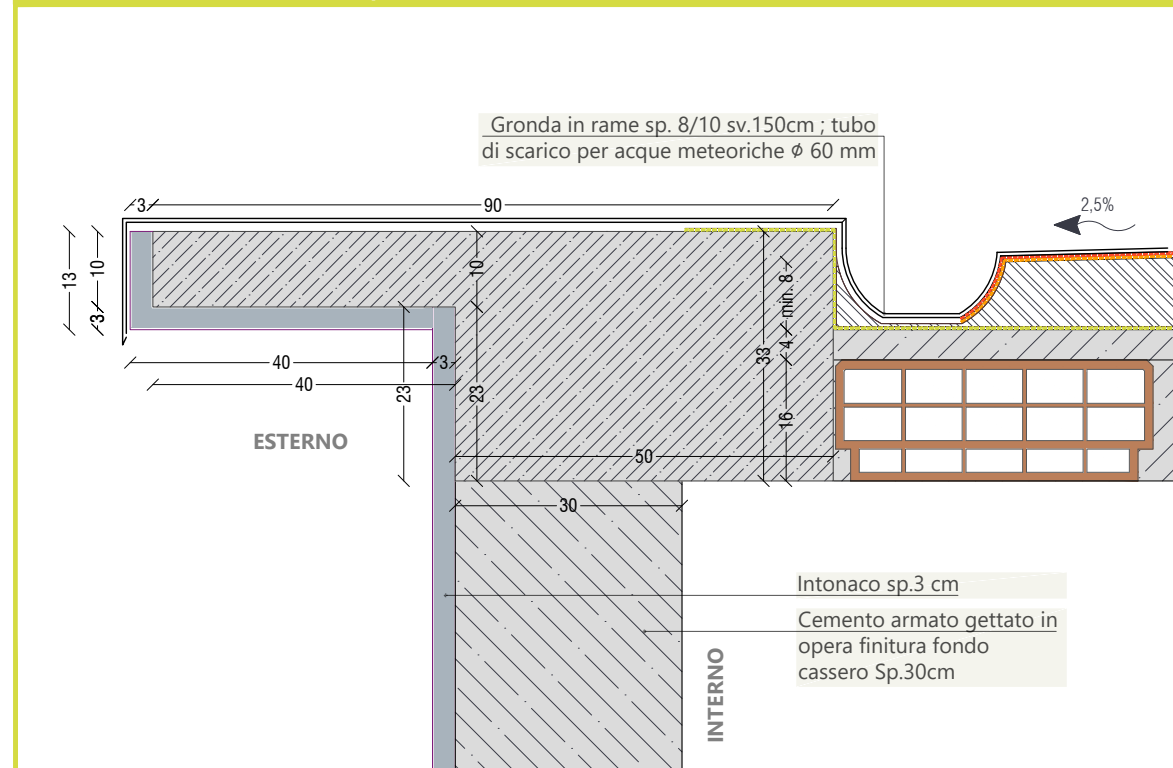 Gronda in rame sp. 8/10 sv.150cm ; tubo
di scarico per acque meteoriche ø 60 mm
2,5%
3
90
13
10
3
10
min. 8
4
33
16
40
3
40
23
23
50
ESTERNO
30
Intonaco sp.3 cm
Cemento armato gettato in
opera finitura fondo
cassero Sp.30cm
INTERNO